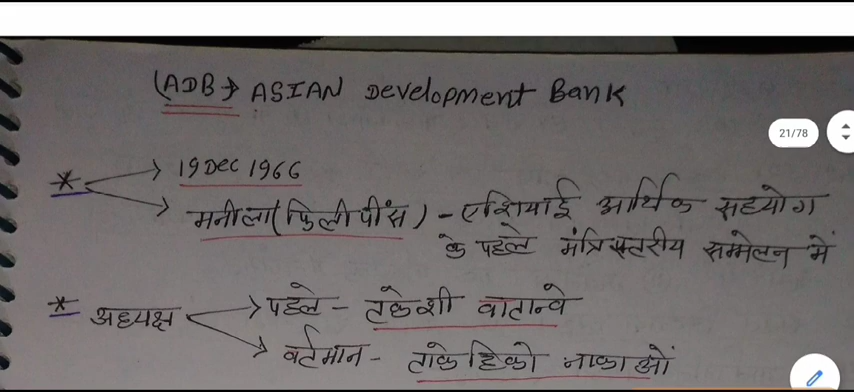 (ADB → ASIAN Development Bank
21/78
* → 19 Dec 1966
→ मनीला (फिलीपींस) - एशियाई आर्थिक सहयोग
के पहले मंत्रिस्तरीय सम्मेलन में
* अध्यक्ष → पहले - तकेशी वातान्वे
→ वर्तमान - ताकेहिको नाकाओं